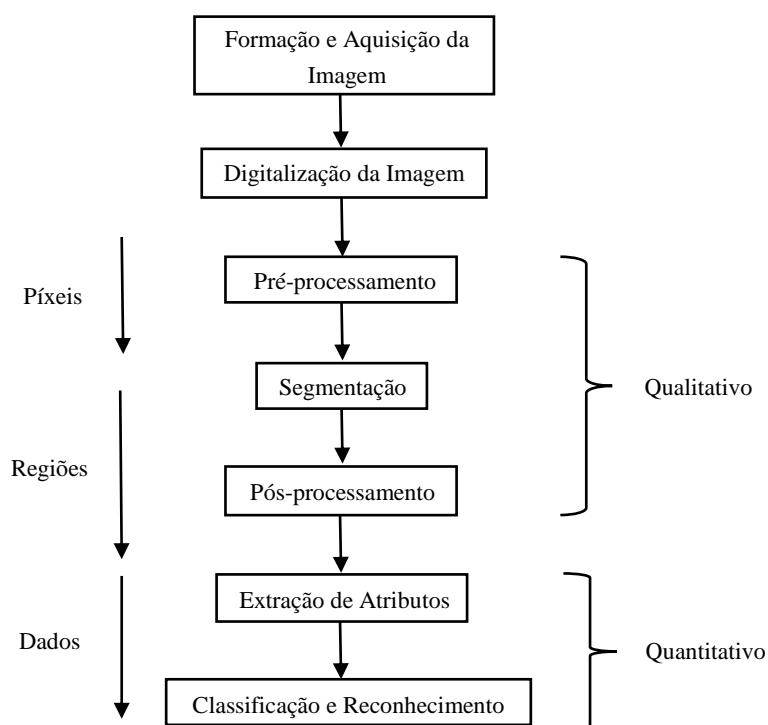 Formação e Aquisição da
Imagem
Digitalização da Imagem
Pré-processamento
Píxeis
Segmentação
Qualitativo
Regiões
Pós-processamento
Extração de Atributos
Dados
Quantitativo
Classificação e Reconhecimento